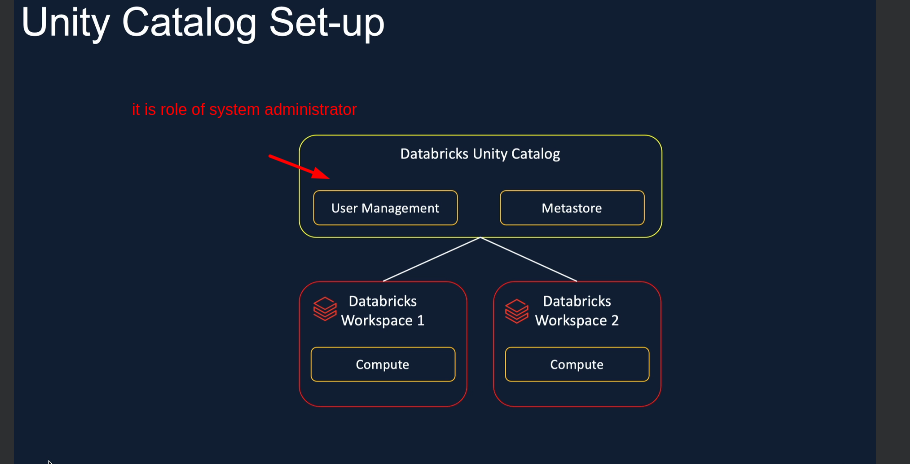 Unity Catalog Set-up
it is role of system administrator
Databricks Unity Catalog
User Management
Metastore
Databricks
Workspace 1
Compute
Databricks
Workspace 2
Compute